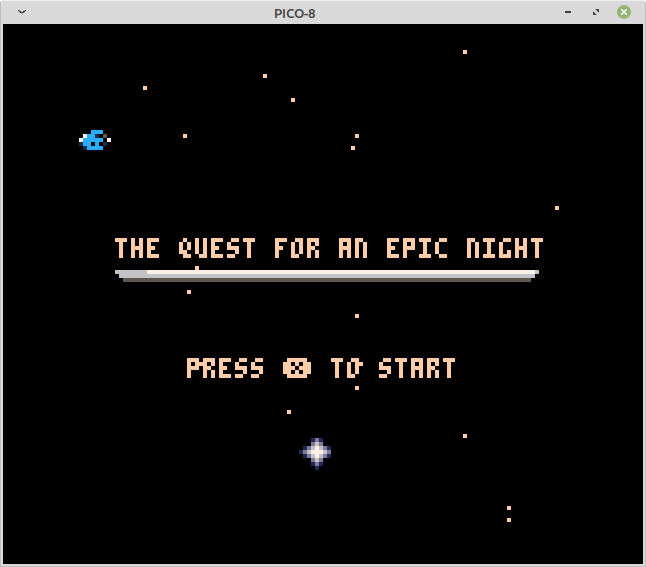 PICO-8
THE QUEST FOR AN EPIC NIGHT
PRESS ❎ TO START